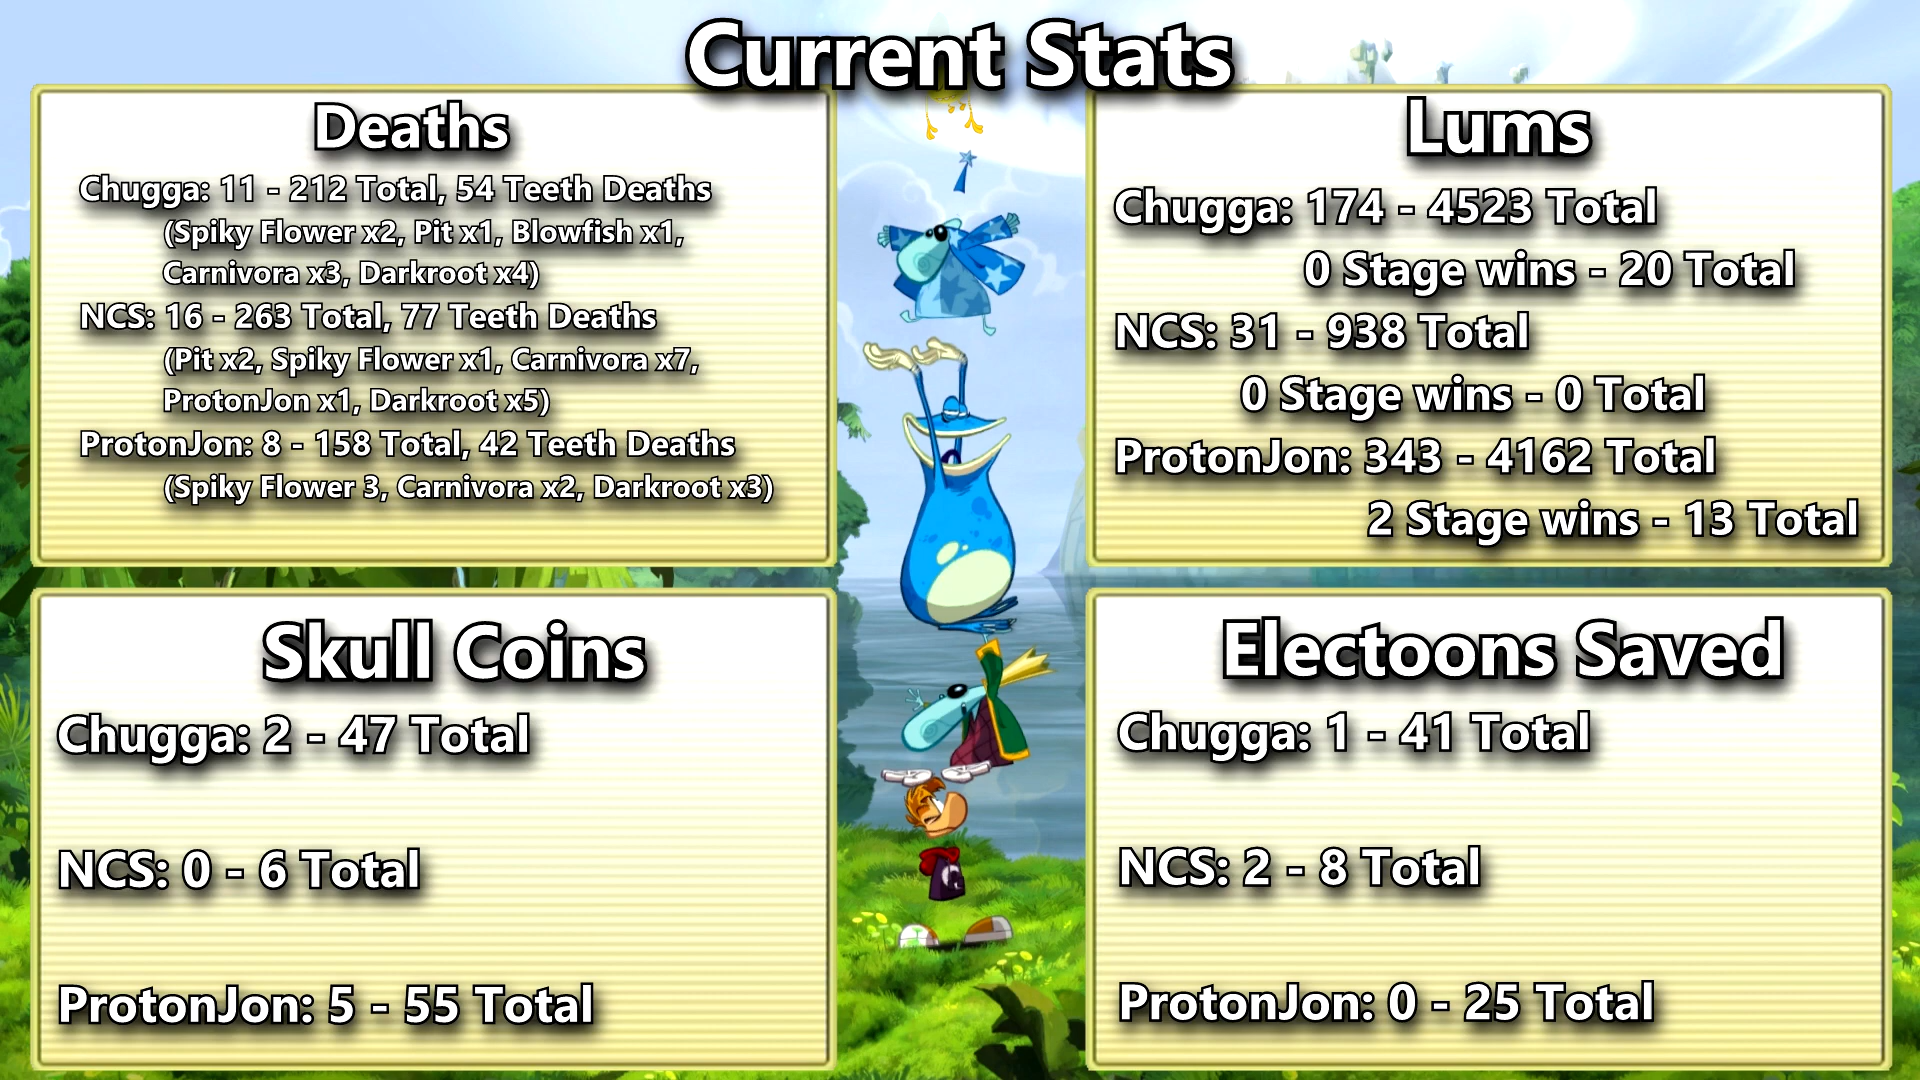 Current Stats
Deaths
Chugga: 11 - 212 Total, 54 Teeth Deaths
(Spiky Flower x2, Pit x1, Blowfish x1,
Carnivora x3, Darkroot x4)
NCS: 16 - 263 Total, 77 Teeth Deaths
(Pit x2, Spiky Flower x1, Carnivora x7,
ProtonJon x1, Darkroot x5)
ProtonJon: 8 - 158 Total, 42 Teeth Deaths
(Spiky Flower 3, Carnivora x2, Darkroot x3)
Lums
Chugga: 174 - 4523 Total
0 Stage wins - 20 Total
NCS: 31 - 938 Total
0 Stage wins - 0 Total
ProtonJon: 343 - 4162 Total
2 Stage wins - 13 Total
Skull Coins
Chugga: 2 - 47 Total
NCS: 0 - 6 Total
ProtonJon: 5 - 55 Total
Electoons Saved
Chugga: 1 - 41 Total
NCS: 2 - 8 Total
ProtonJon: 0 - 25 Total